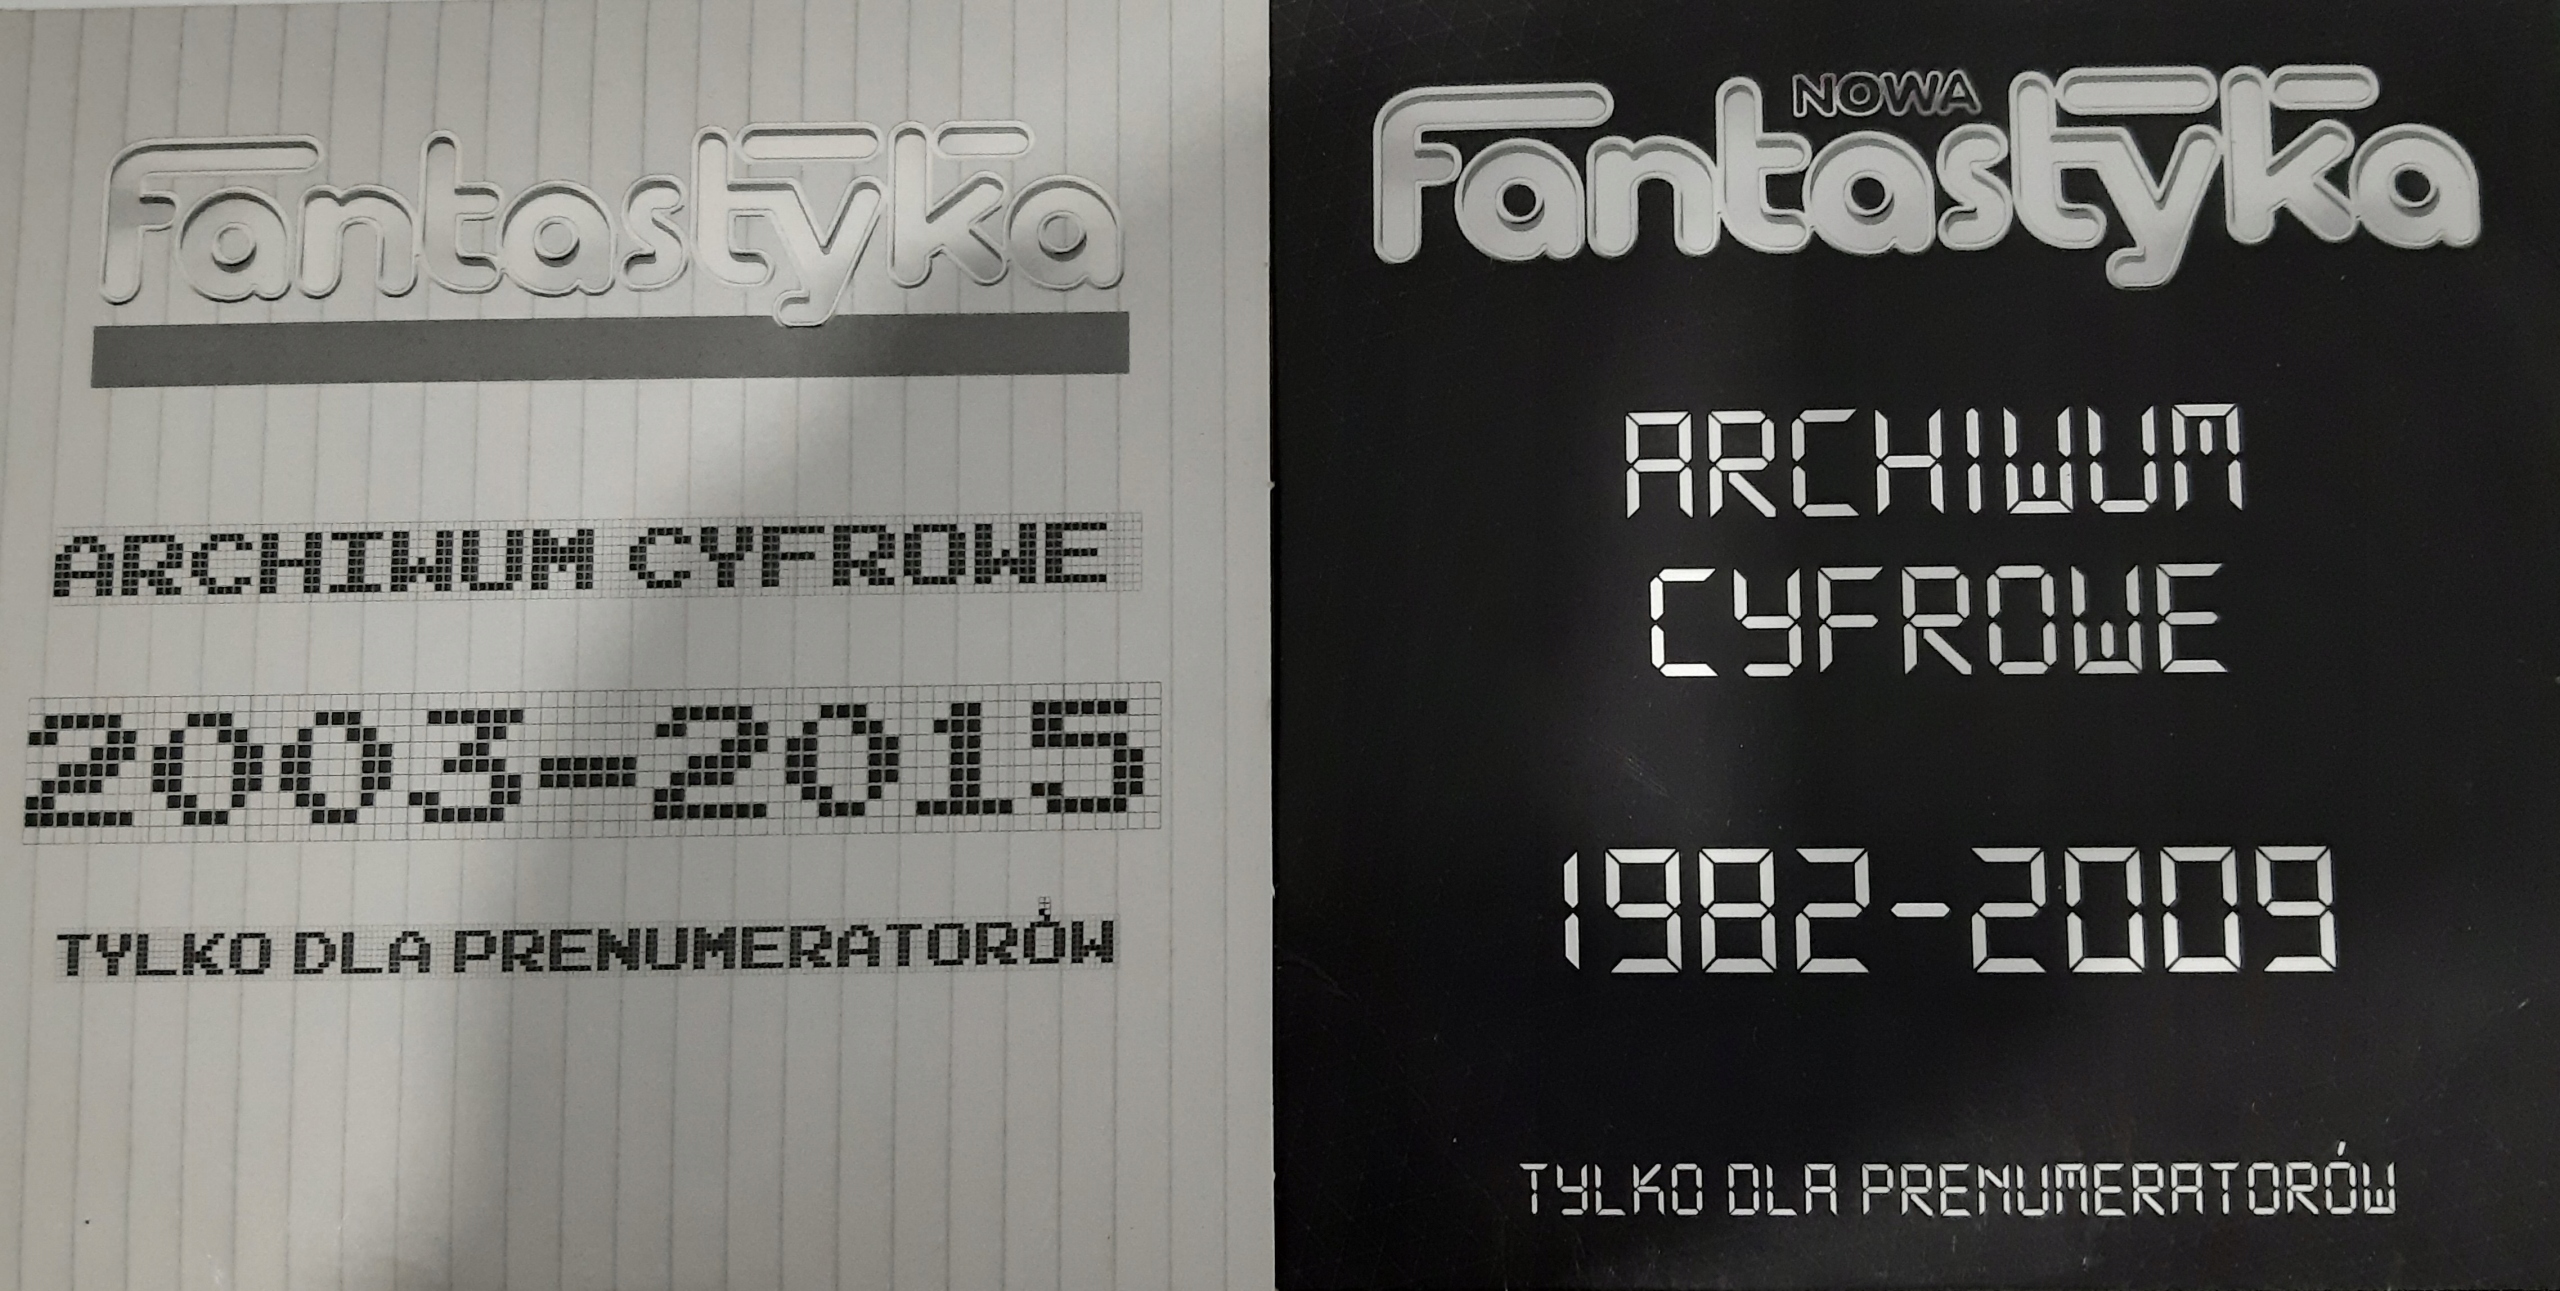 Fantastyka
ARCHIWUM CYFROWE
2003-2015
TYLKO DLA PRENUMERATORÓW
NOWA
Fantastyka
ARCHIWUM
CYFROWE
1982-2009
TYLKO DLA PRENUMERATORÓW